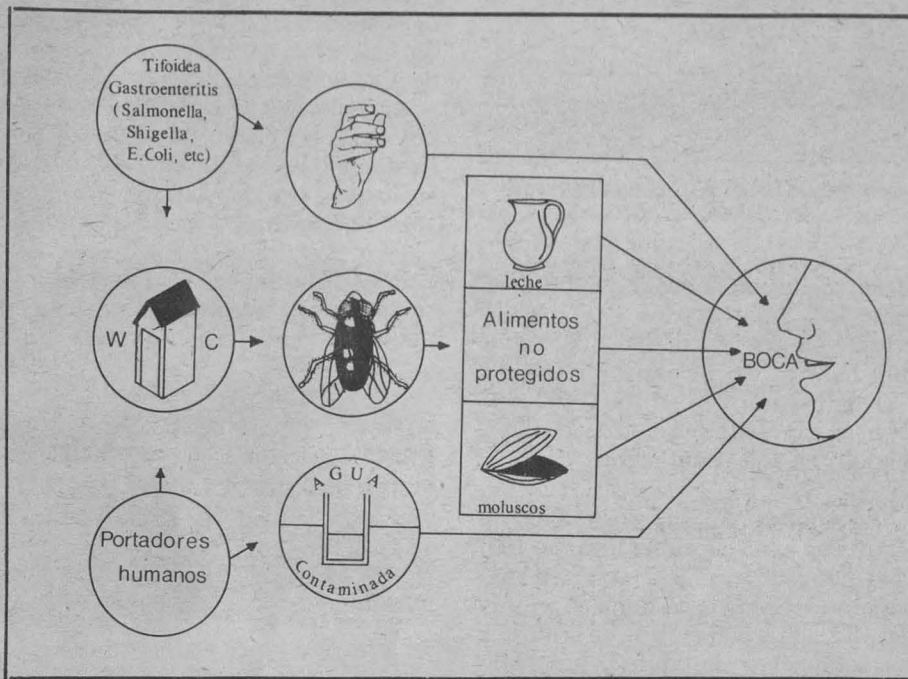 Tifoidea
Gastroenteritis
(Salmonella,
Shigella,
E.Coli, etc)
leche
W C
Alimentos
no
protegidos
BOCA
moluscos
Portadores
humanos
AGUA
Contaminada